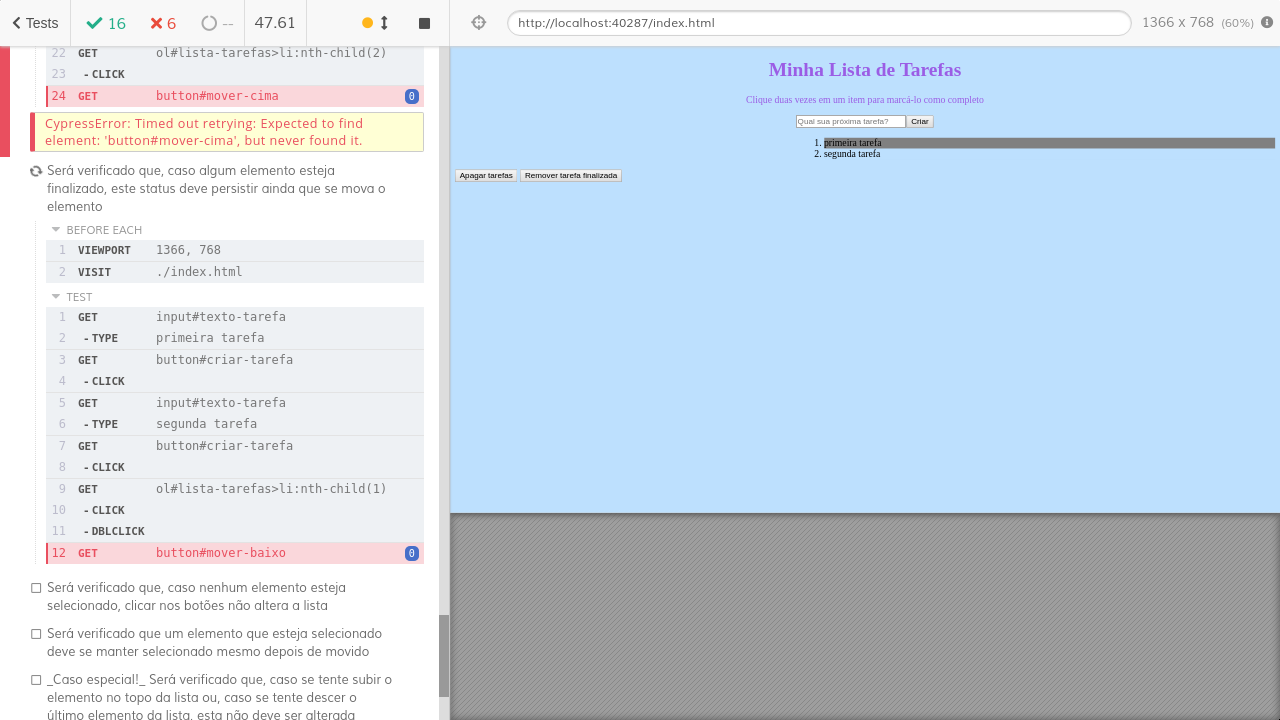 Tests
16
6
--
47.61
http://localhost:40287/index.html
1366 x 768 (60%)
22 GET ol#lista-tarefas>li:nth-child(2)
23 -CLICK
24 GET button#mover-cima 0
CypressError: Timed out retrying: Expected to find
element: 'button#mover-cima', but never found it.
Será verificado que, caso algum elemento esteja
finalizado, este status deve persistir ainda que se mova o
elemento
BEFORE EACH
1 VIEWPORT 1366, 768
2 VISIT ./index.html
TEST
1 GET input#texto-tarefa
2 -TYPE primeira tarefa
3 GET button#criar-tarefa
4 -CLICK
5 GET input#texto-tarefa
6 -TYPE segunda tarefa
7 GET button#criar-tarefa
8 -CLICK
9 GET ol#lista-tarefas>li:nth-child(1)
10 -CLICK
11 -DBLCLICK
12 GET button#mover-baixo 0
Será verificado que, caso nenhum elemento esteja
selecionado, clicar nos botões não altera a lista
Será verificado que um elemento que esteja selecionado
deve se manter selecionado mesmo depois de movido
_Caso especial!_ Será verificado que, caso se tente subir o
elemento no topo da lista ou, caso se tente descer o
último elemento da lista, esta não deve ser alterada
Minha Lista de Tarefas
Clique duas vezes em um item para marcá-lo como completo
Qual sua próxima tarefa? Criar
1. primeira tarefa
2. segunda tarefa
Apagar tarefas Remover tarefa finalizada